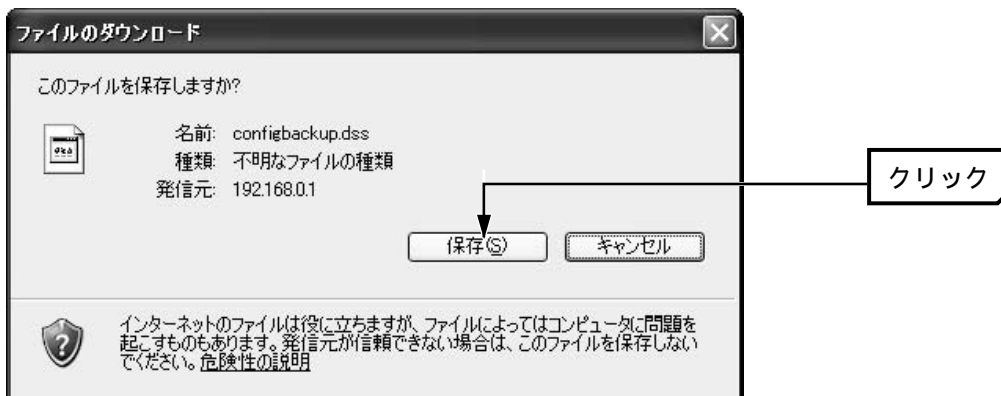 ファイルのダウンロード
このファイルを保存しますか?
名前: configbackup.dss
種類: 不明なファイルの種類
発信元: 192.168.0.1
クリック
保存(S) キャンセル
インターネットのファイルは役に立ちますが、ファイルによってはコンピュータに問題を
起こすものもあります。発信元が信頼できない場合は、このファイルを保存しない
でください。危険性の説明